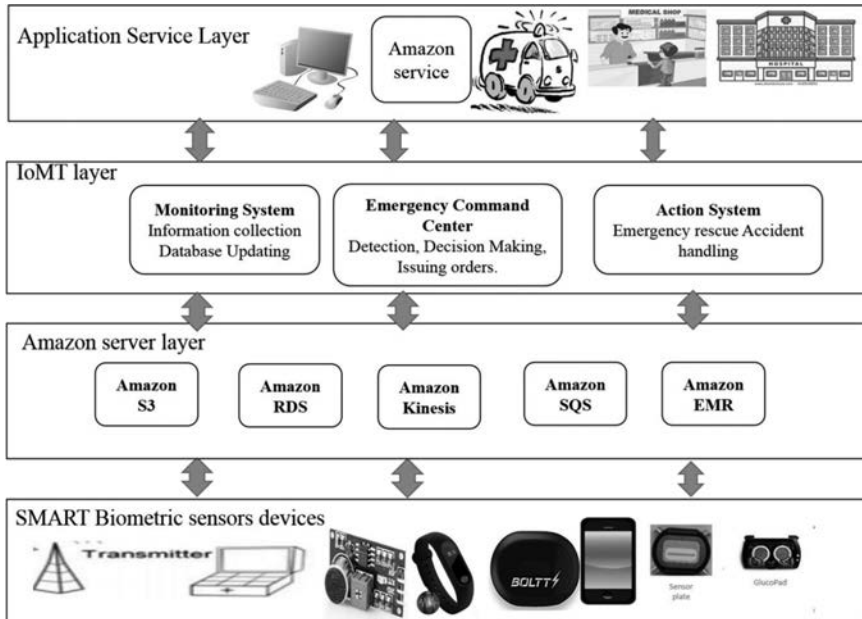 Application Service Layer
Amazon
service
MEDICAL SHOP
HOSPITAL
IoMT layer
Monitoring System
Information collection
Database Updating
Emergency Command
Center
Detection, Decision Making,
Issuing orders.
Action System
Emergency rescue Accident
handling
Amazon server layer
Amazon
S3
Amazon
RDS
Amazon
Kinesis
Amazon
SQS
Amazon
EMR
SMART Biometric sensors devices
Transmitter
BOLTT
Sensor
plate
GlucoPad